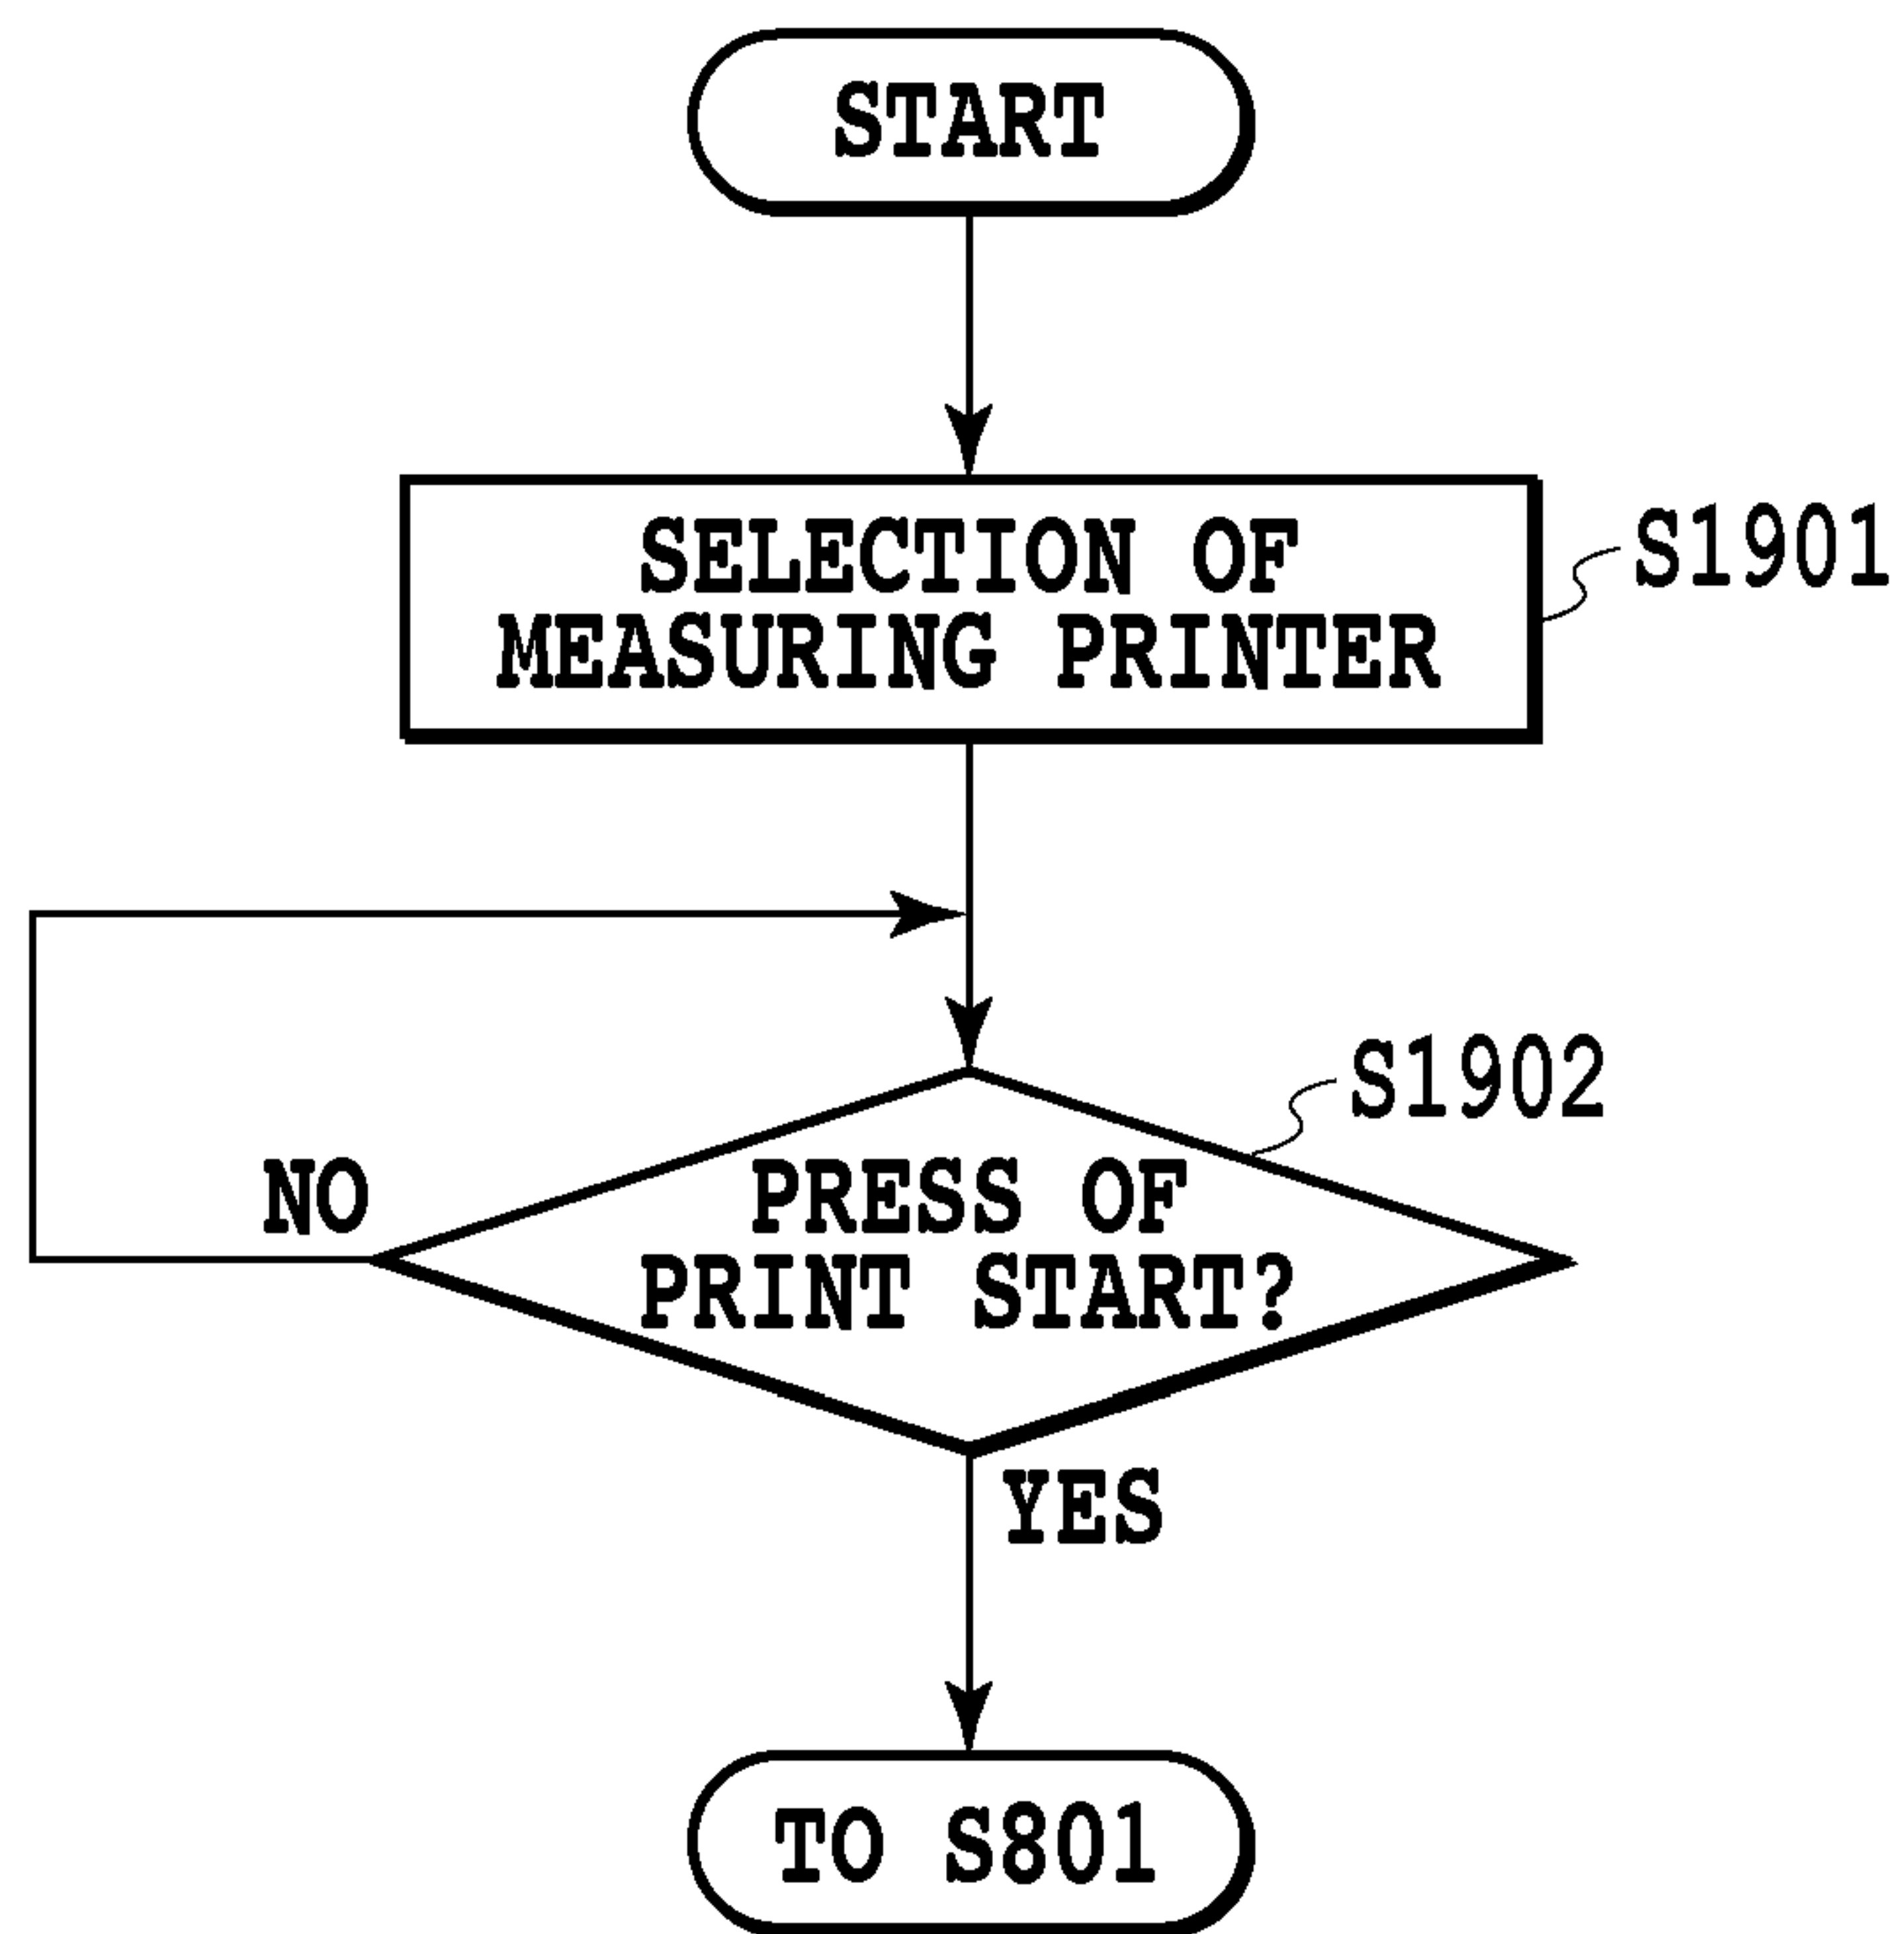 START
SELECTION OF
MEASURING PRINTER
S1901
S1902
PRESS OF
PRINT START?
NO
YES
TO S801